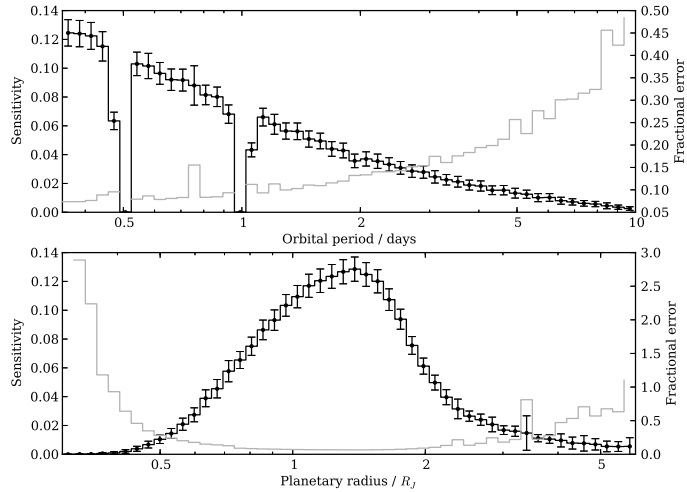 0.14 0.12 0.10 0.08 0.06 0.04 0.02 0.00
Sensitivity
0.50 0.45 0.40 0.35 0.30 0.25 0.20 0.15 0.10 0.05
Fractional error
0.5 1 2 5 10
Orbital period / days
0.14 0.12 0.10 0.08 0.06 0.04 0.02 0.00
Sensitivity
3.0 2.5 2.0 1.5 1.0 0.5 0.0
Fractional error
0.5 1 2 5
Planetary radius / R_J